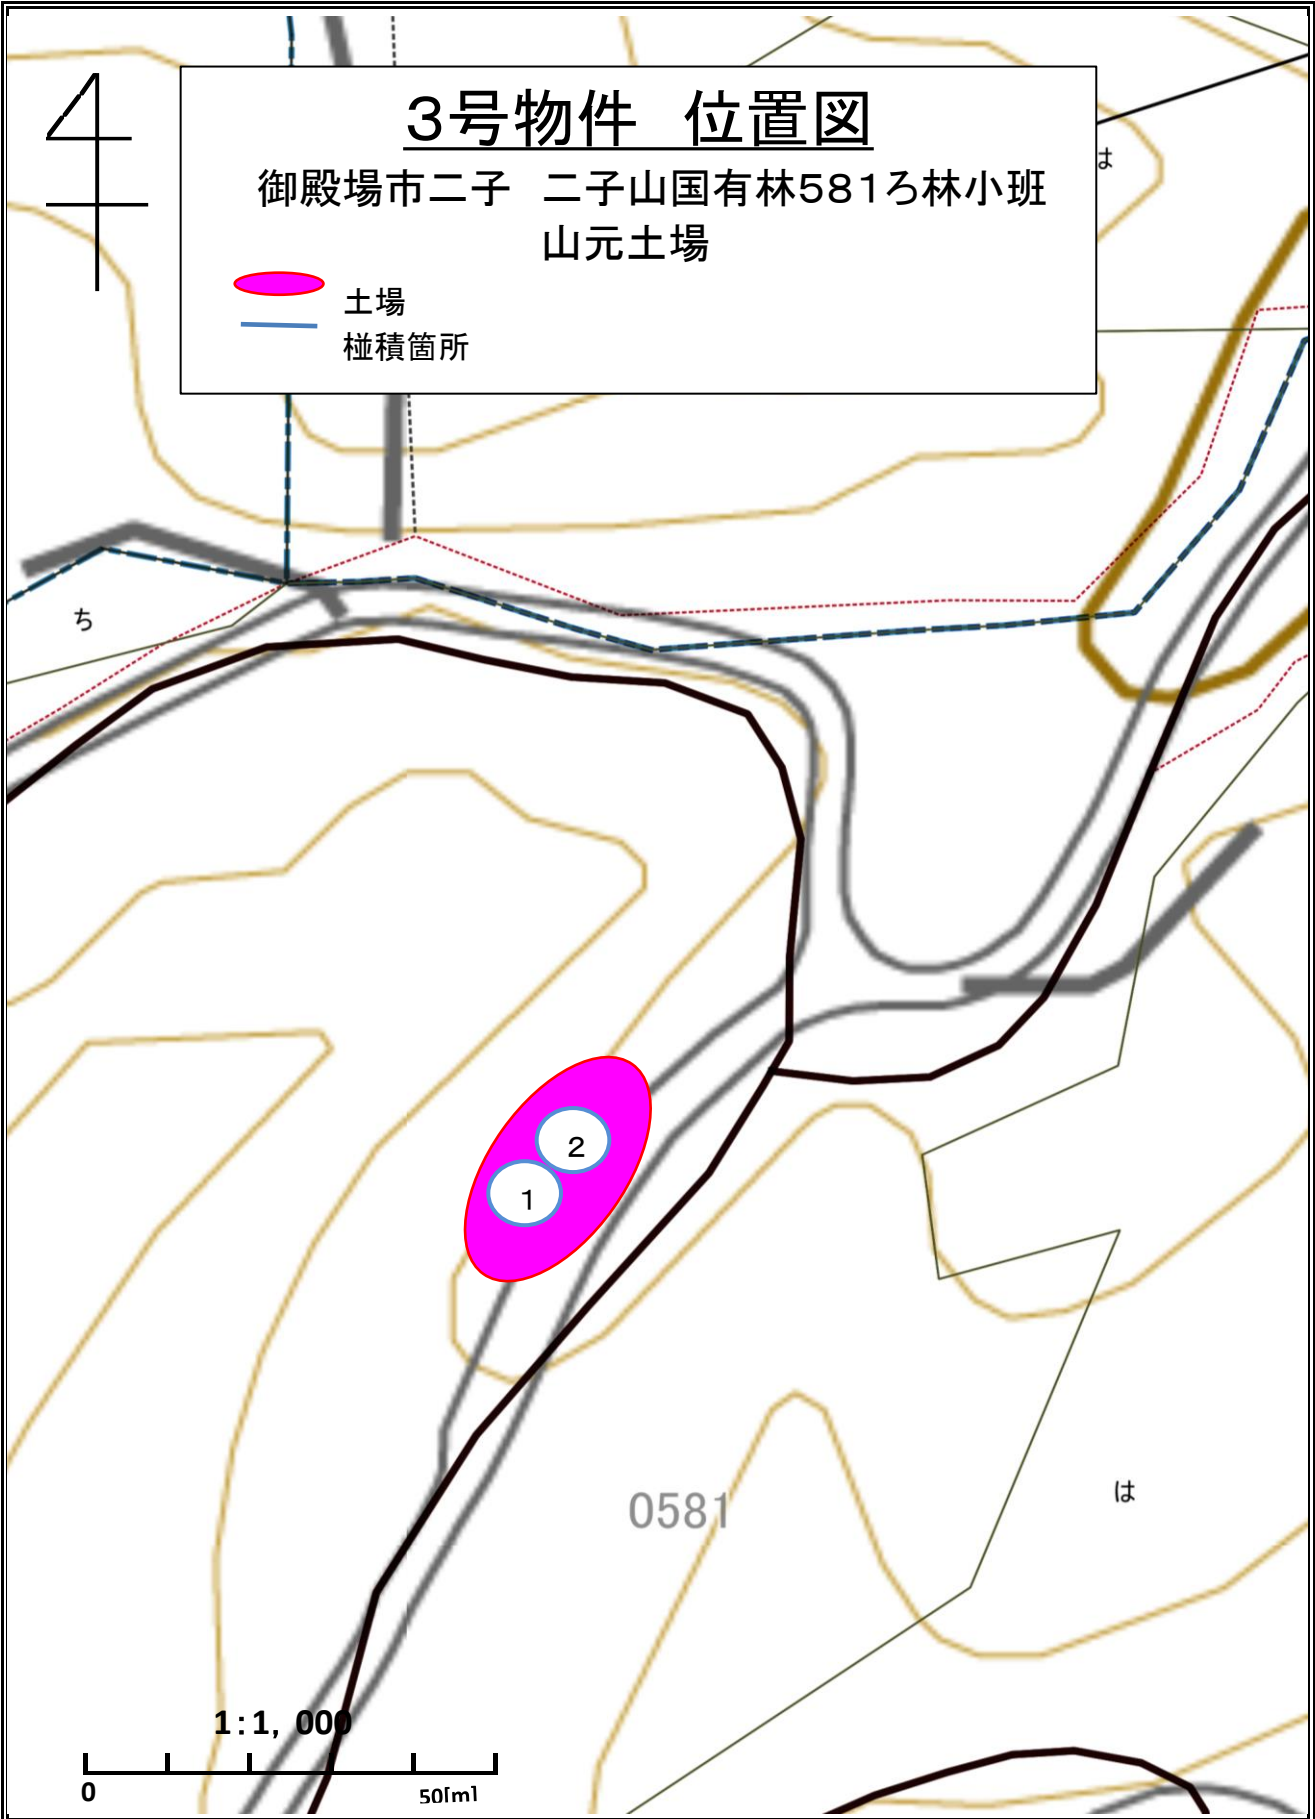 3号物件　位置図
御殿場市二子　二子山国有林581ろ林小班
山元土場
土場
椪積箇所
は
ち
2
1
0581
は
1:1, 000
0
50[m]